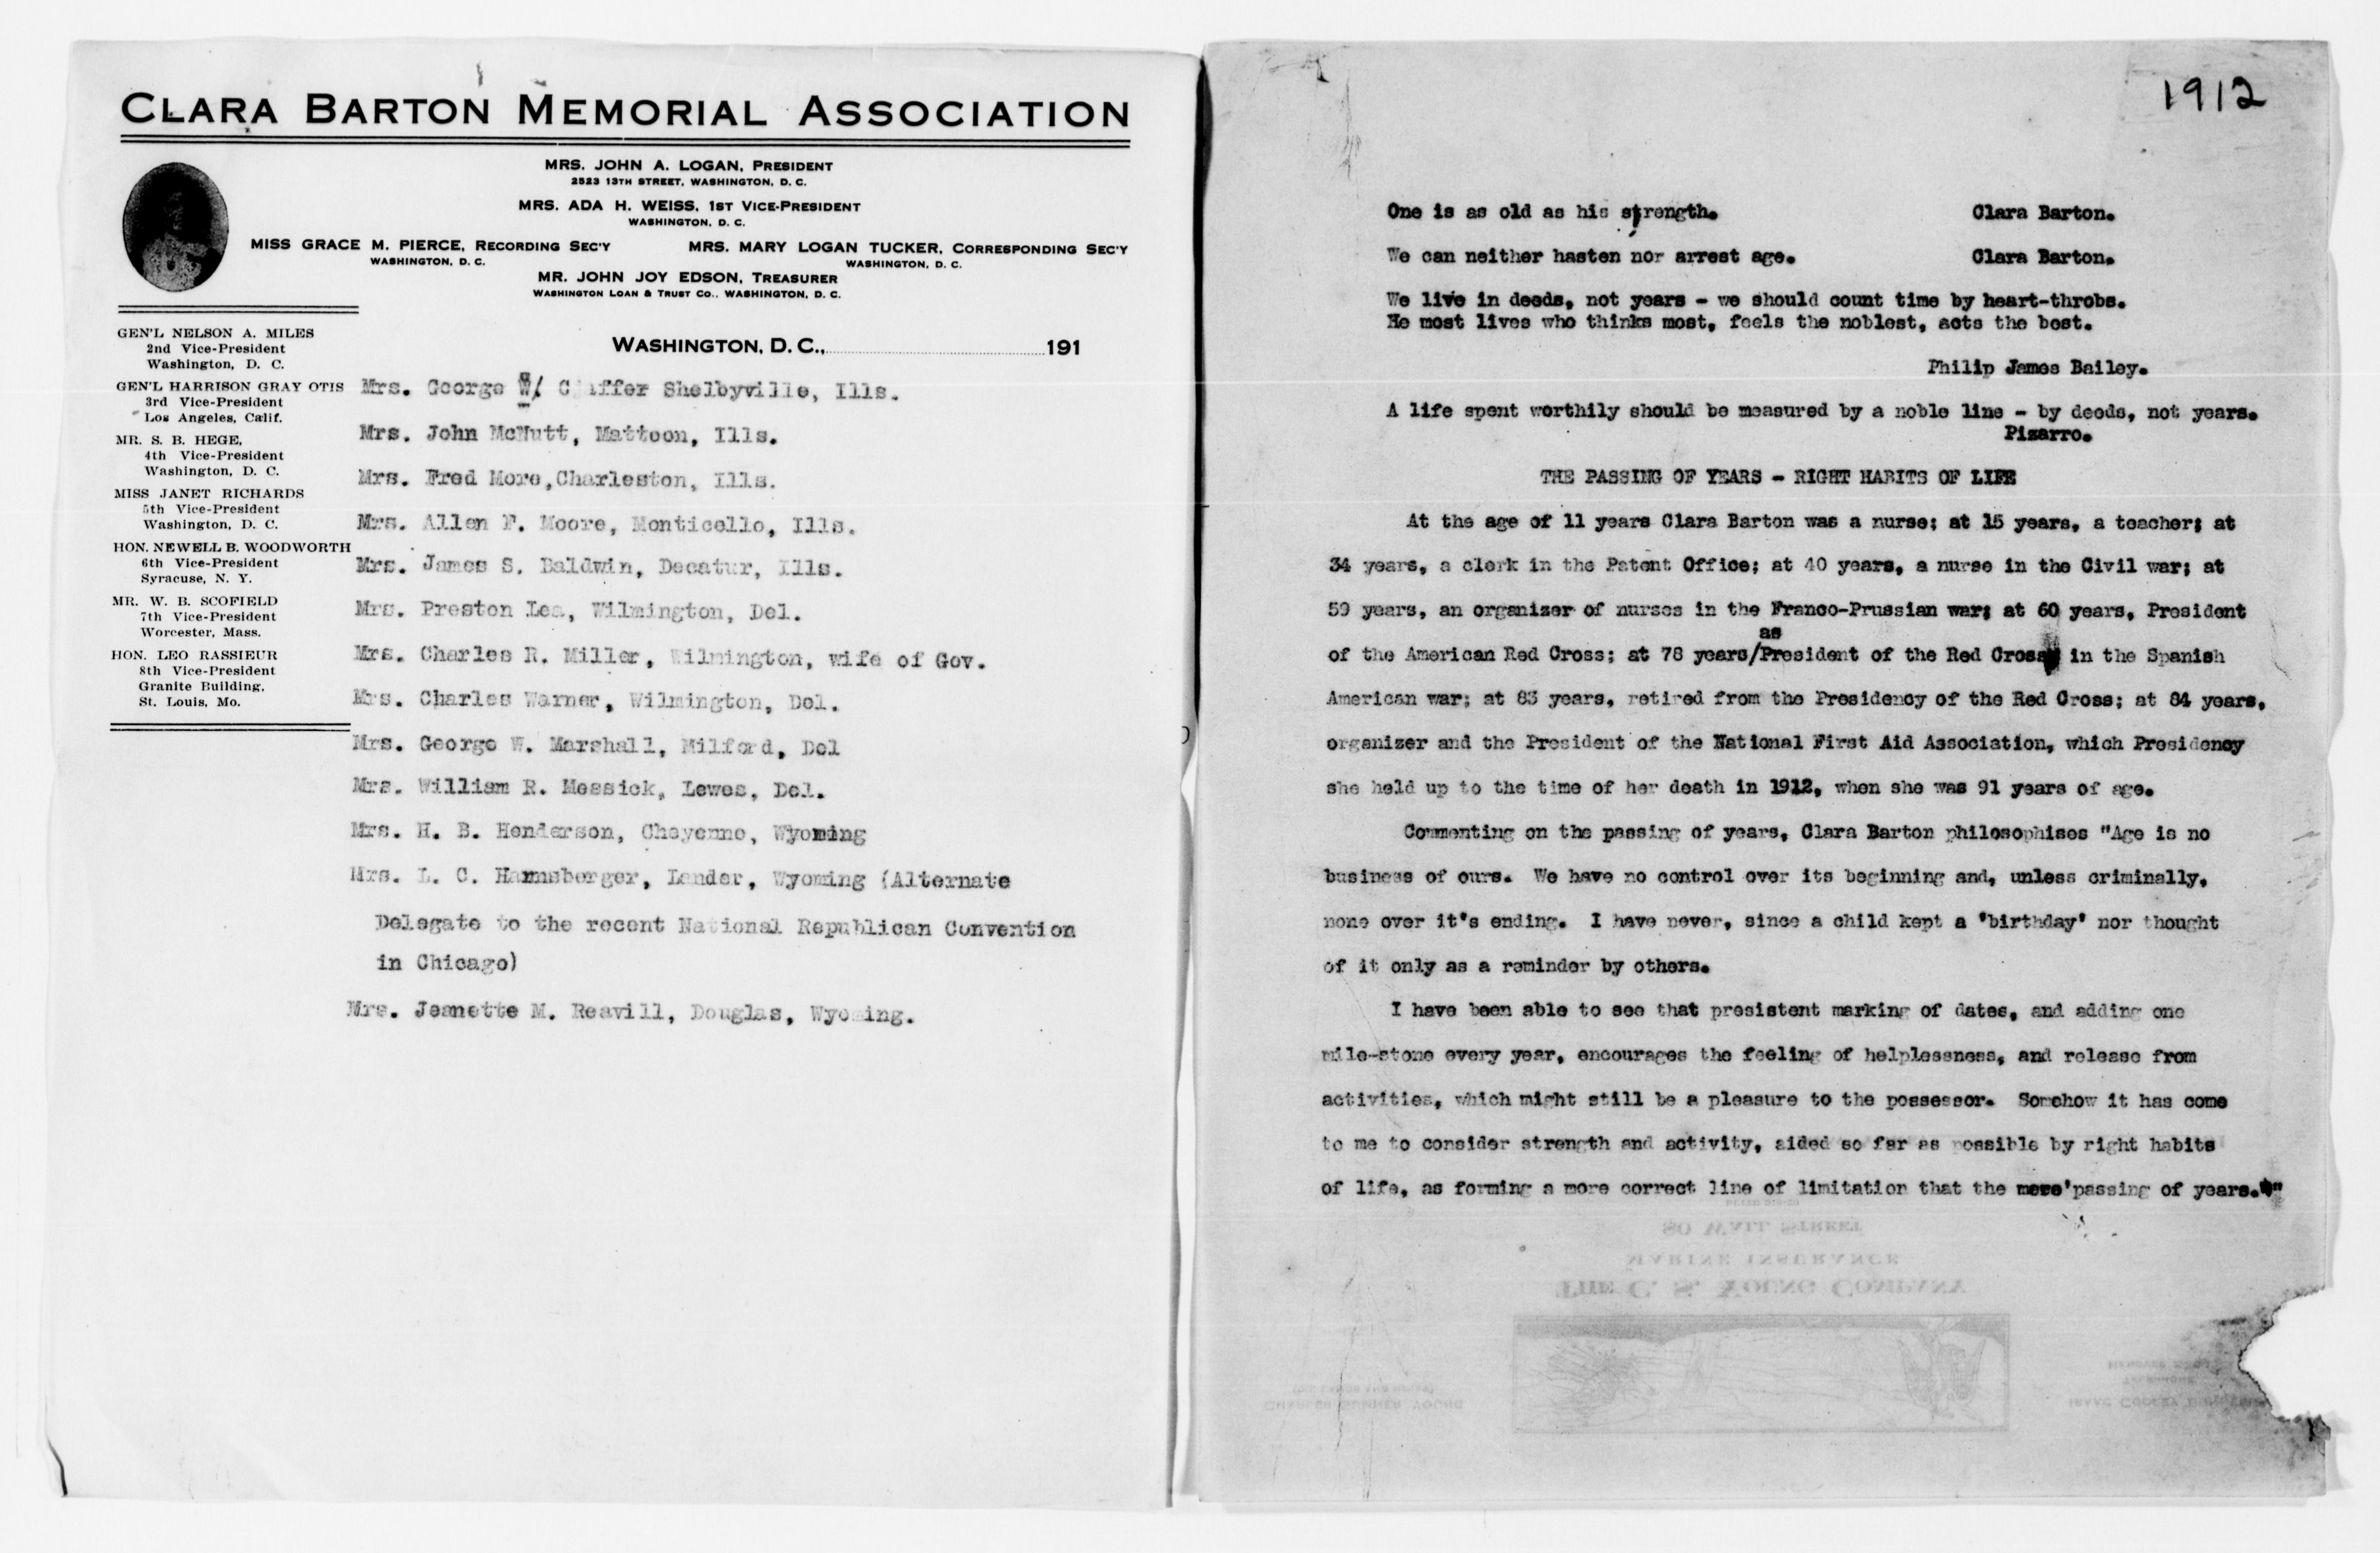 CLARA BARTON MEMORIAL ASSOCIATION
MRS. JOHN A. LOGAN, PRESIDENT
2523 13TH STREET, WASHINGTON, D. C.
MRS. ADA H. WEISS, 1ST VICE-PRESIDENT
WASHINGTON, D. C.
MISS GRACE M. PIERCE, RECORDING SEC'Y
WASHINGTON, D. C.
MRS. MARY LOGAN TUCKER, CORRESPONDING SEC'Y
WASHINGTON, D. C.
MR. JOHN JOY EDSON, TREASURER
WASHINGTON LOAN & TRUST CO., WASHINGTON, D. C.
GEN'L NELSON A. MILES
2nd Vice-President
Washington, D. C.
GEN'L HARRISON GRAY OTIS
3rd Vice-President
Los Angeles, Calif.
MR. S. B. HEGE,
4th Vice-President
Washington, D. C.
MISS JANET RICHARDS
5th Vice-President
Washington, D. C.
HON. NEWELL B. WOODWORTH
6th Vice-President
Syracuse, N. Y.
MR. W. B. SCOFIELD
7th Vice-President
Worcester, Mass.
HON. LEO RASSIEUR
8th Vice-President
Granite Building,
St. Louis, Mo.
WASHINGTON, D. C., 191
Mrs. George W. Shelbyville, Ills.
Mrs. John McNutt, Mattoon, Ills.
Mrs. Fred More,Charleston, Ills.
Mrs. Allen F. Moore, Monticello, Ills.
Mrs. James S. Baldwin, Decatur, Ills.
Mrs. Preston Lea, Wilmington, Del.
Mrs. Charles R. Miller, Wilmington, wife of Gov.
Mrs. Charles Warner, Wilmington, Del.
Mrs. George W. Marshall, Milford, Del
Mrs. William R. Messick, Lewes, Del.
Mrs. H. B. Henderson, Cheyenne, Wyoming
Mrs. L. C. Harnsberger, Lander, Wyoming (Alternate
Delegate to the recent National Republican Convention
in Chicago)
Mrs. Jeanette M. Reavill, Douglas, Wyoming.
1912
One is as old as his strength. Clara Barton.
We can neither hasten nor arrest age. Clara Barton.
We live in deeds, not years - we should count time by heart-throbs.
He most lives who thinks most, feels the noblest, acts the best.
Philip James Bailey.
A life spent worthily should be measured by a noble line - by deeds, not years.
Pizarro.
THE PASSING OF YEARS - RIGHT HABITS OF LIFE
At the age of 11 years Clara Barton was a nurse; at 15 years, a teacher; at
34 years, a clerk in the Patent Office; at 40 years, a nurse in the Civil war; at
59 years, an organizer of nurses in the Franco-Prussian war; at 60 years, President
as
of the American Red Cross; at 78 years/President of the Red Cross in the Spanish
American war; at 83 years, retired from the Presidency of the Red Cross; at 84 years,
organizer and the President of the National First Aid Association, which Presidency
she held up to the time of her death in 1912, when she was 91 years of age.
Commenting on the passing of years, Clara Barton philosophises "Age is no
business of ours. We have no control over its beginning and, unless criminally,
none over it's ending. I have never, since a child kept a 'birthday' nor thought
of it only as a reminder by others.
I have been able to see that presistent marking of dates, and adding one
mile-stone every year, encourages the feeling of helplessness, and release from
activities, which might still be a pleasure to the possessor. Somehow it has come
to me to consider strength and activity, aided so far as possible by right habits
of life, as forming a more correct line of limitation that the mere'passing of years.'"
80 WALL STREET
MARINE INSURANCE
THE C. S. YOUNG COMPANY
CHARLES SUMNER YOUNG